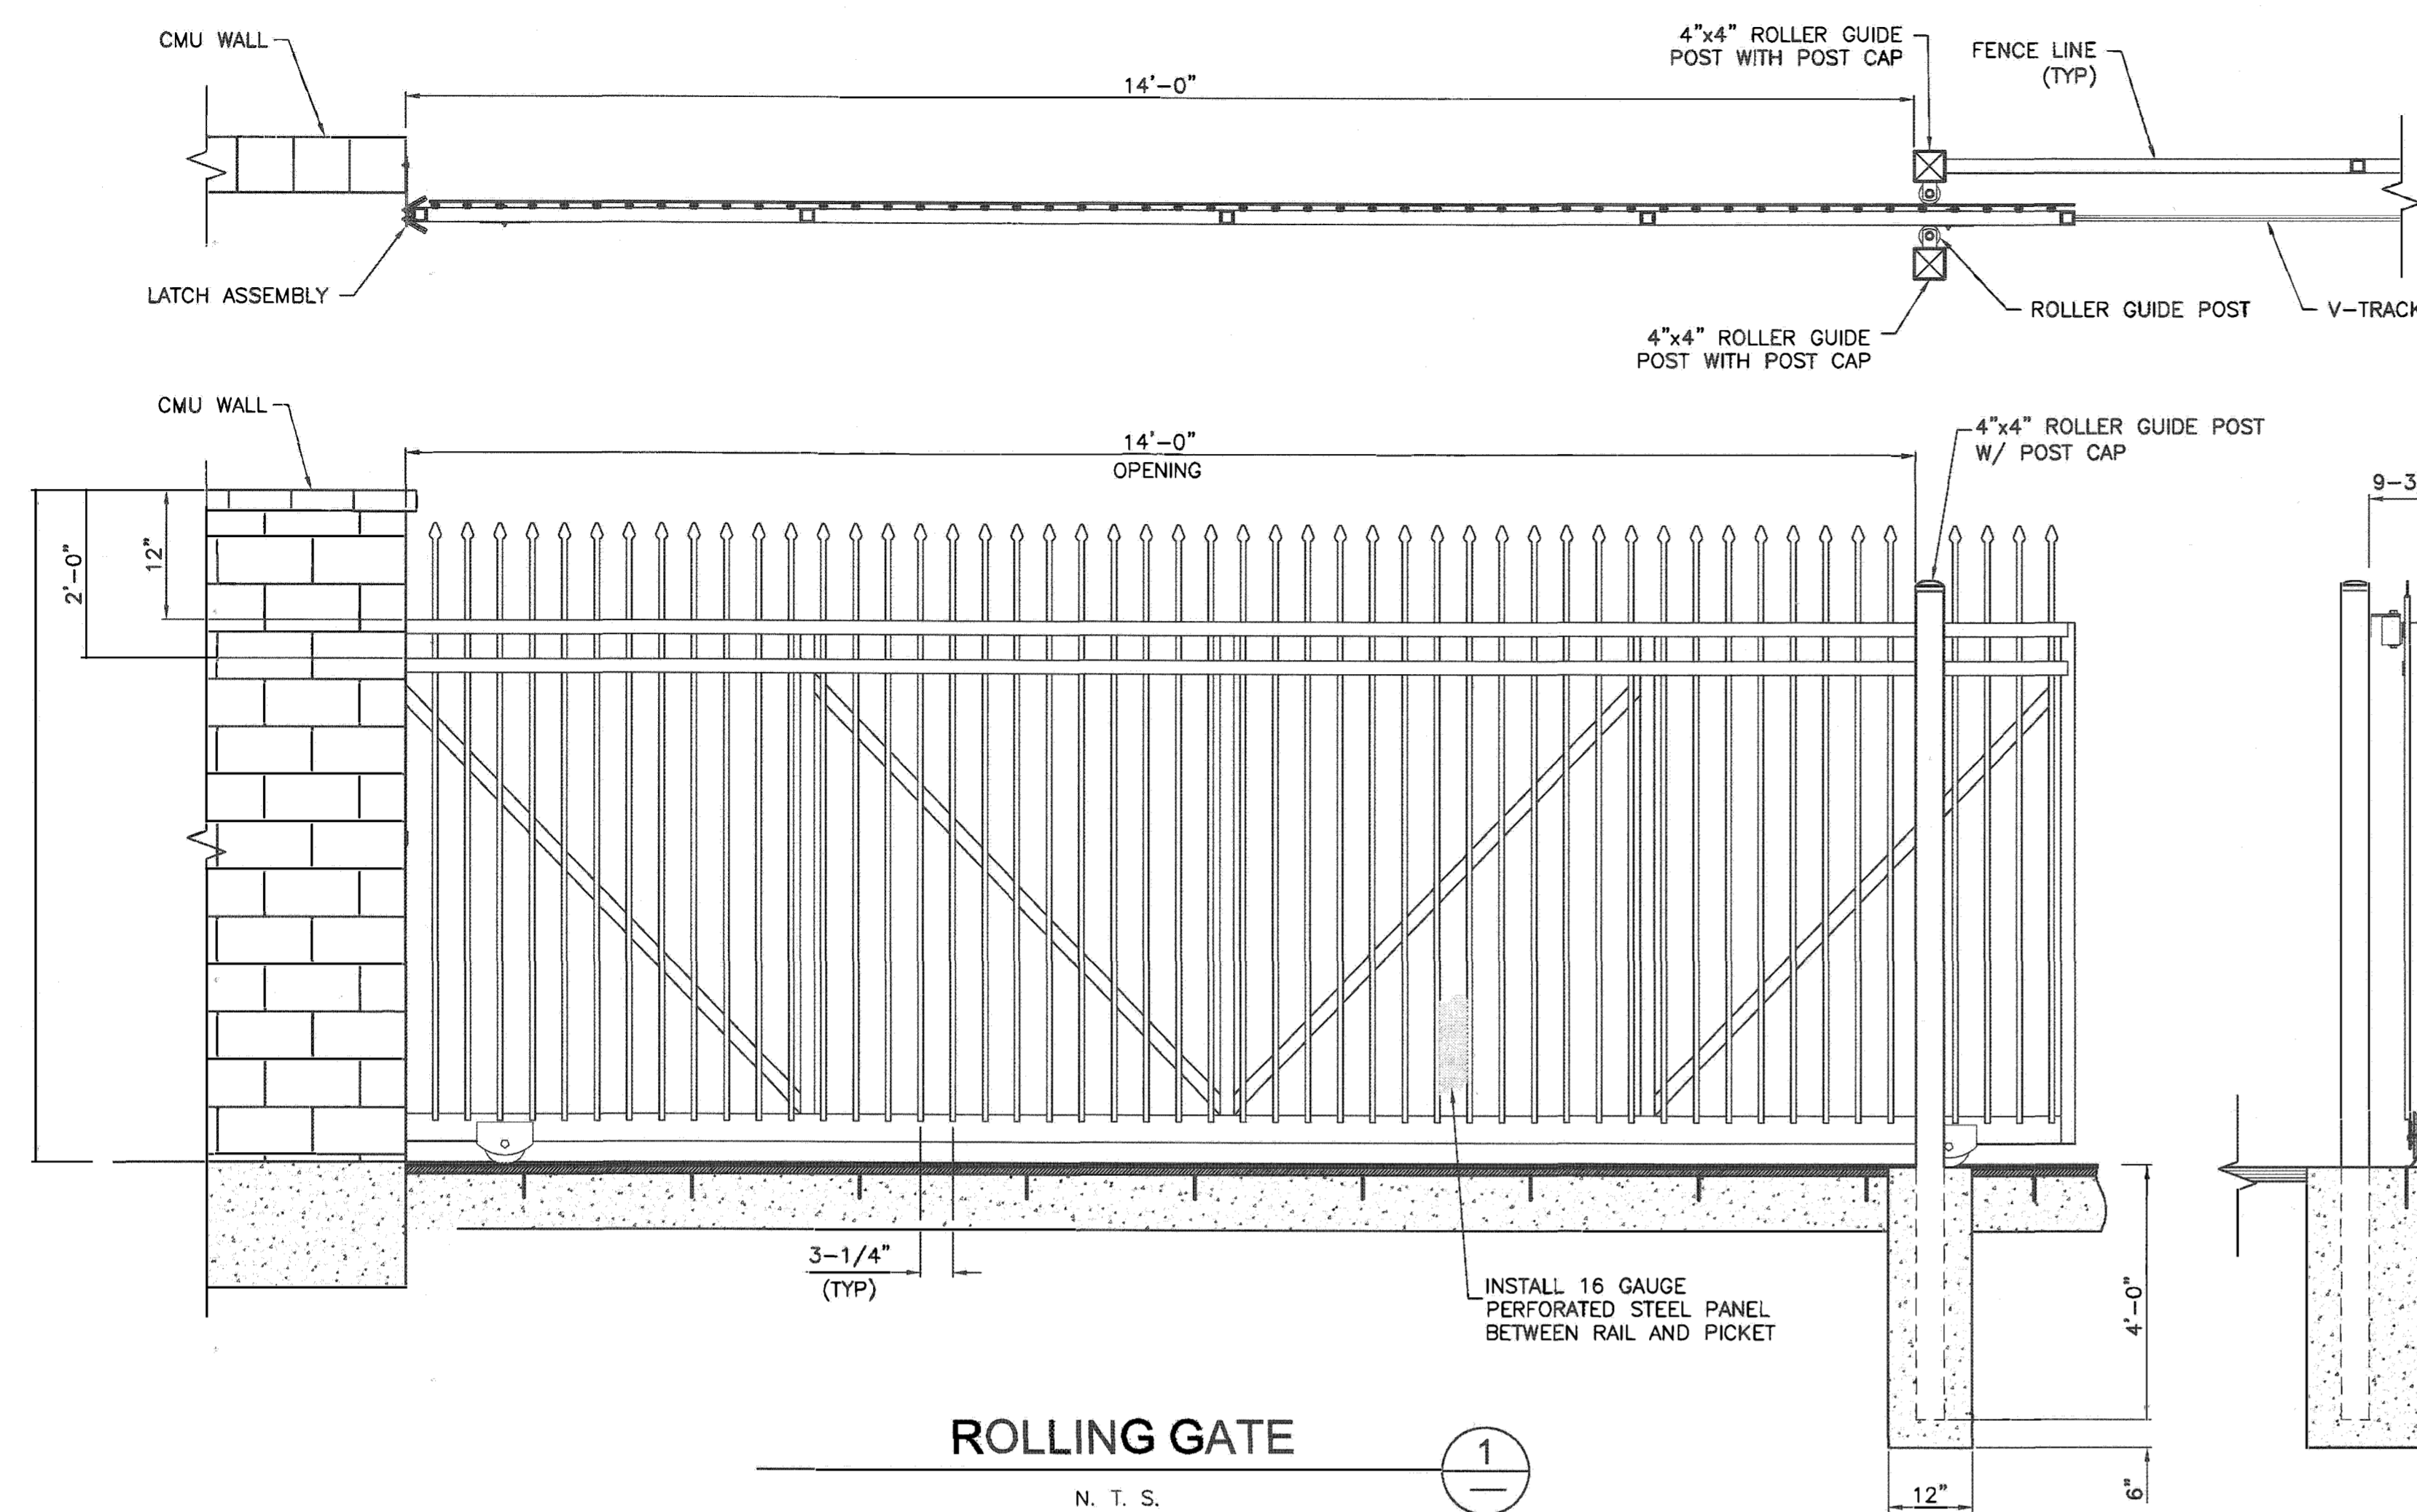 CMU WALL
14'-0"
4"x4" ROLLER GUIDE
POST WITH POST CAP
FENCE LINE
(TYP)
LATCH ASSEMBLY
4"x4" ROLLER GUIDE
POST WITH POST CAP
ROLLER GUIDE POST
V-TRACK
CMU WALL
14'-0"
OPENING
4"x4" ROLLER GUIDE POST
W/ POST CAP
9-3
2'-0"
12"
3-1/4"
(TYP)
INSTALL 16 GAUGE
PERFORATED STEEL PANEL
BETWEEN RAIL AND PICKET
4'-0"
6"
12"
ROLLING GATE
1
N. T. S.